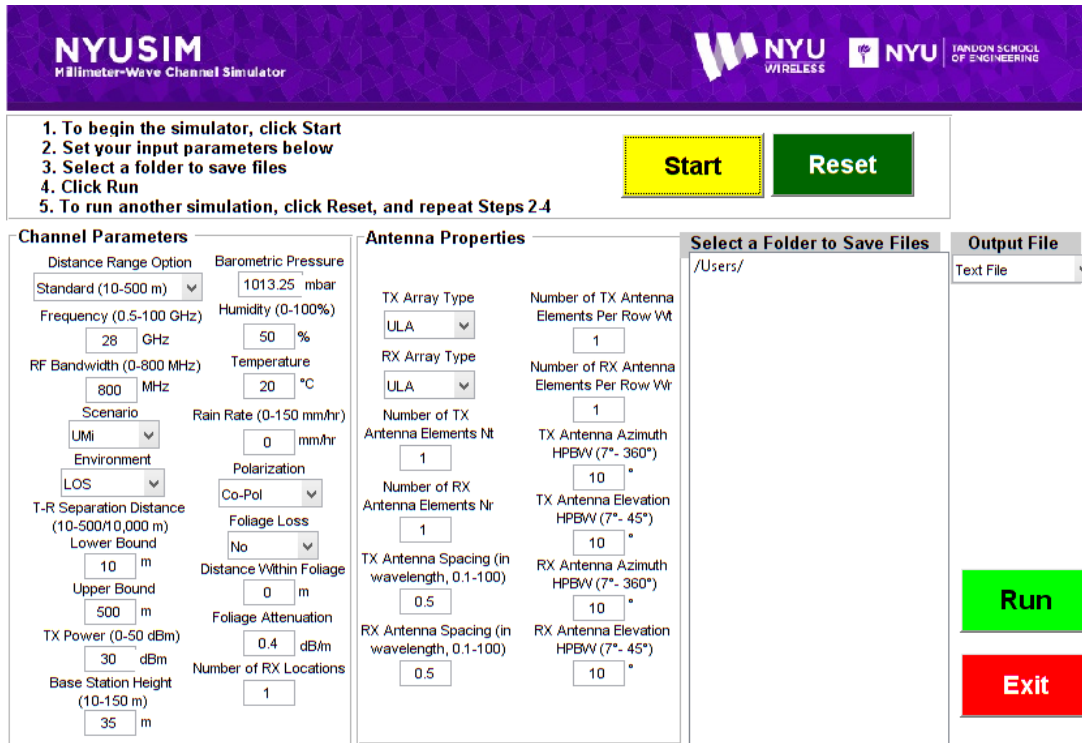 NYUSIM
Millimeter-Wave Channel Simulator
NYU
WIRELESS
NYU
TANDON SCHOOL
OF ENGINEERING
1. To begin the simulator, click Start
2. Set your input parameters below
3. Select a folder to save files
4. Click Run
5. To run another simulation, click Reset, and repeat Steps 2-4
Start
Reset
Channel Parameters
Distance Range Option
Standard (10-500 m)
Frequency (0.5-100 GHz)
28 GHz
RF Bandwidth (0-800 MHz)
800 MHz
Scenario
UMi
Environment
LOS
T-R Separation Distance
(10-500/10,000 m)
Lower Bound
10 m
Upper Bound
500 m
TX Power (0-50 dBm)
30 dBm
Base Station Height
(10-150 m)
35 m
Barometric Pressure
1013.25 mbar
Humidity (0-100%)
50 %
Temperature
20 °C
Rain Rate (0-150 mm/hr)
0 mm/hr
Polarization
Co-Pol
Foliage Loss
No
Distance Within Foliage
0 m
Foliage Attenuation
0.4 dB/m
Number of RX Locations
1
Antenna Properties
TX Array Type
ULA
RX Array Type
ULA
Number of TX
Antenna Elements Nt
1
Number of RX
Antenna Elements Nr
1
TX Antenna Spacing (in
wavelength, 0.1-100)
0.5
RX Antenna Spacing (in
wavelength, 0.1-100)
0.5
Number of TX Antenna
Elements Per Row Wt
1
Number of RX Antenna
Elements Per Row Wr
1
TX Antenna Azimuth
HPBW (7°- 360°)
10 °
TX Antenna Elevation
HPBW (7°- 45°)
10 °
RX Antenna Azimuth
HPBW (7°- 360°)
10 °
RX Antenna Elevation
HPBW (7°- 45°)
10 °
Select a Folder to Save Files
/Users/
Output File
Text File
Run
Exit